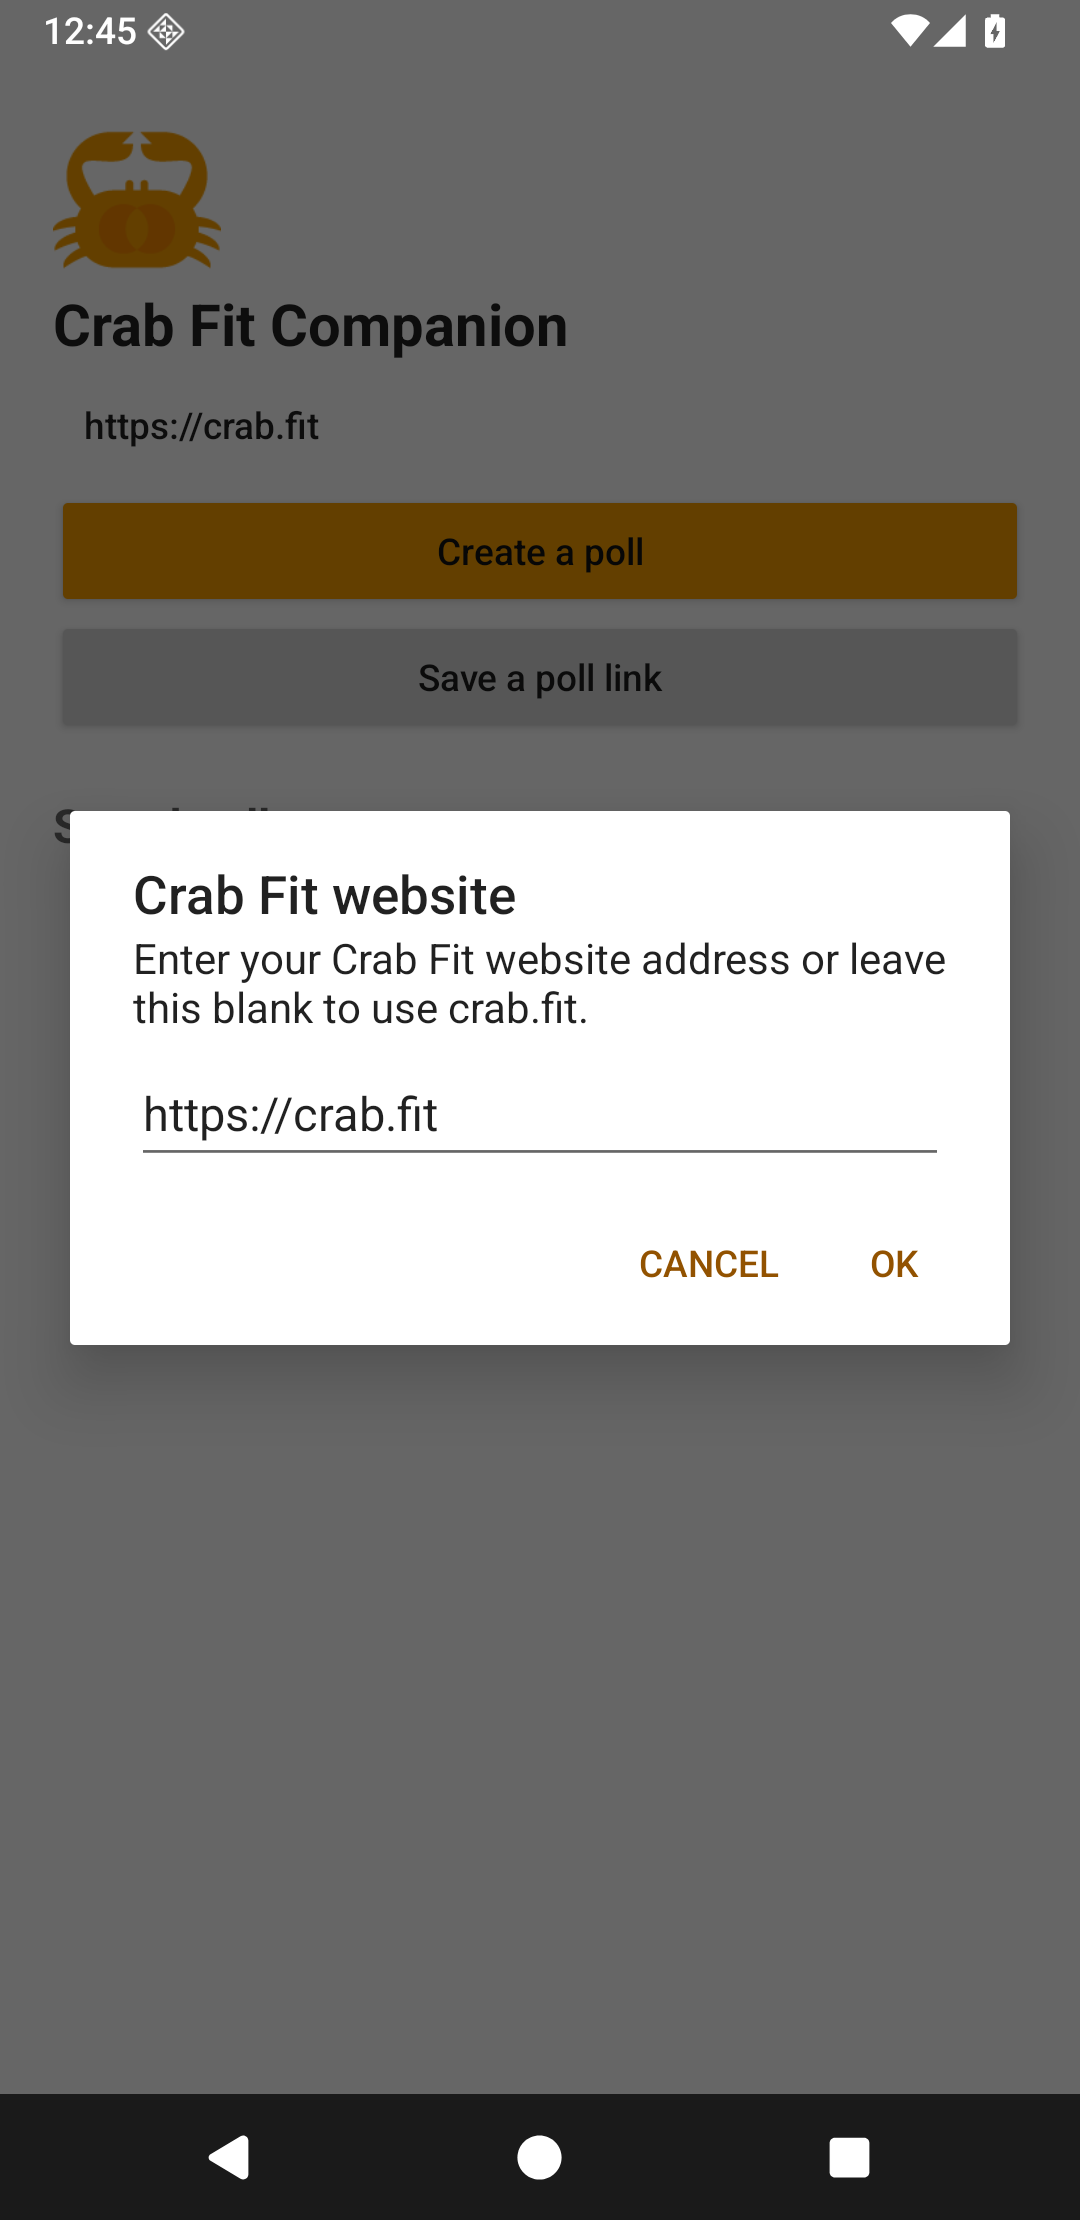 12:45
Crab Fit Companion
https://crab.fit
Create a poll
Save a poll link
Crab Fit website
Enter your Crab Fit website address or leave
this blank to use crab.fit.
https://crab.fit
CANCEL
OK